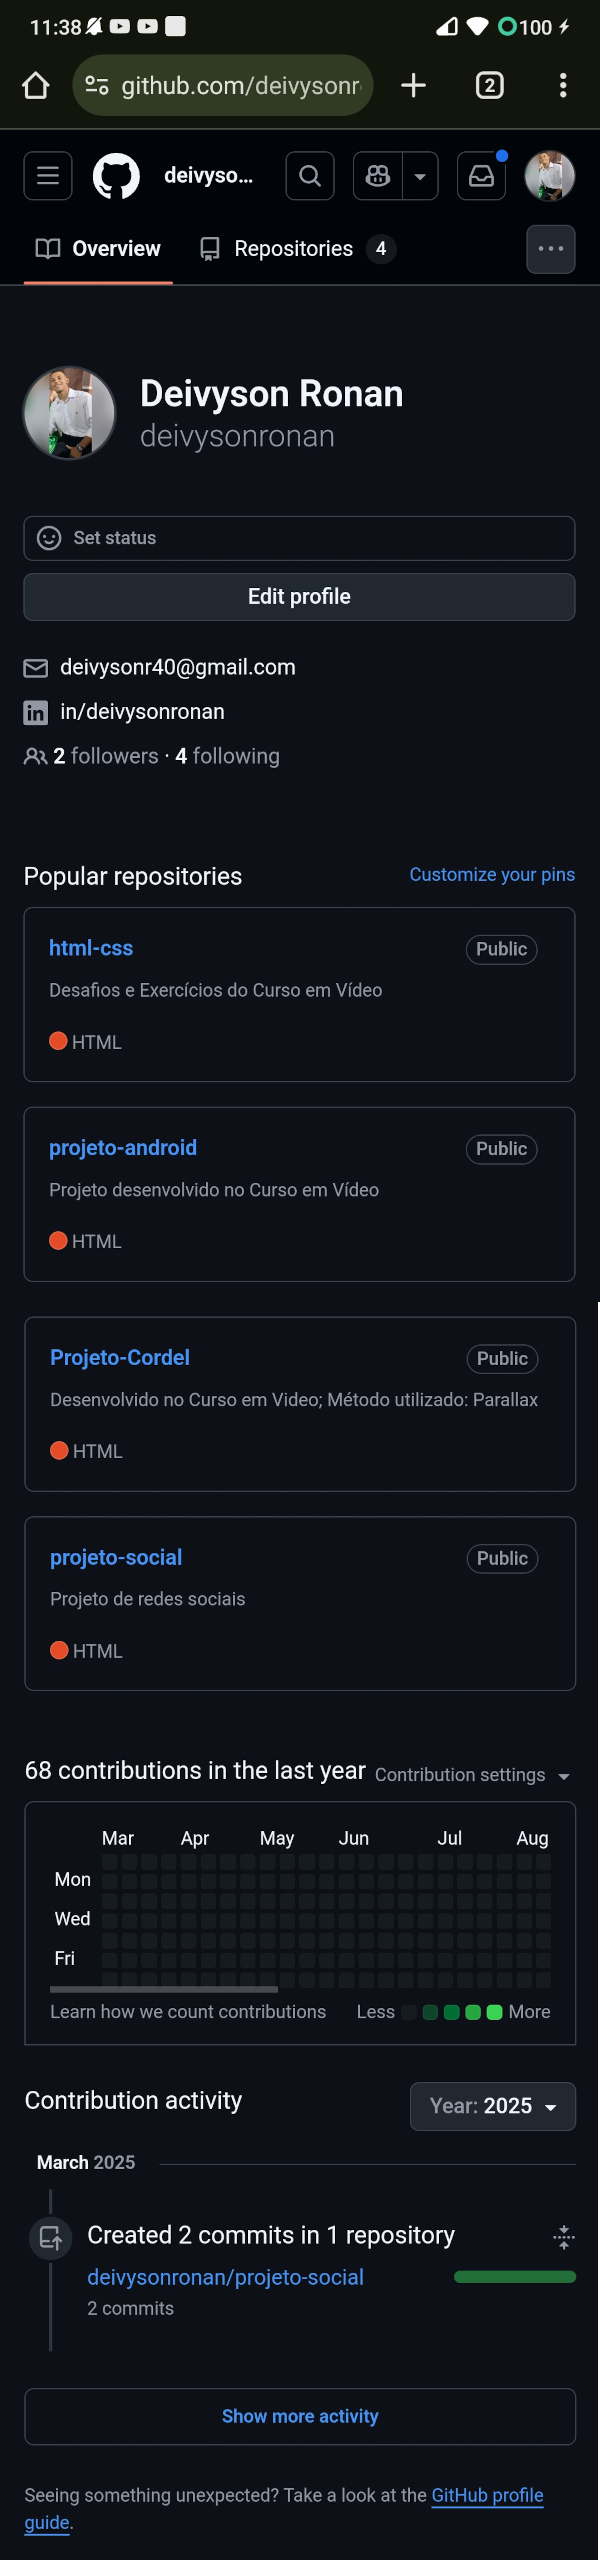 11:38
100
github.com/deivysonr
2
deivyso...
Overview
Repositories 4
Deivyson Ronan
deivysonronan
Set status
Edit profile
deivysonr40@gmail.com
in/deivysonronan
2 followers · 4 following
Popular repositories
Customize your pins
html-css
Public
Desafios e Exercícios do Curso em Vídeo
HTML
projeto-android
Public
Projeto desenvolvido no Curso em Vídeo
HTML
Projeto-Cordel
Public
Desenvolvido no Curso em Video; Método utilizado: Parallax
HTML
projeto-social
Public
Projeto de redes sociais
HTML
68 contributions in the last year
Contribution settings
Mar Apr May Jun Jul Aug
Mon
Wed
Fri
Learn how we count contributions
Less
More
Contribution activity
Year: 2025
March 2025
Created 2 commits in 1 repository
deivysonronan/projeto-social
2 commits
Show more activity
Seeing something unexpected? Take a look at the GitHub profile
guide.